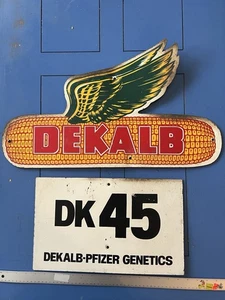 DEKALB
DK 45
DEKALB-PFIZER GENETICS